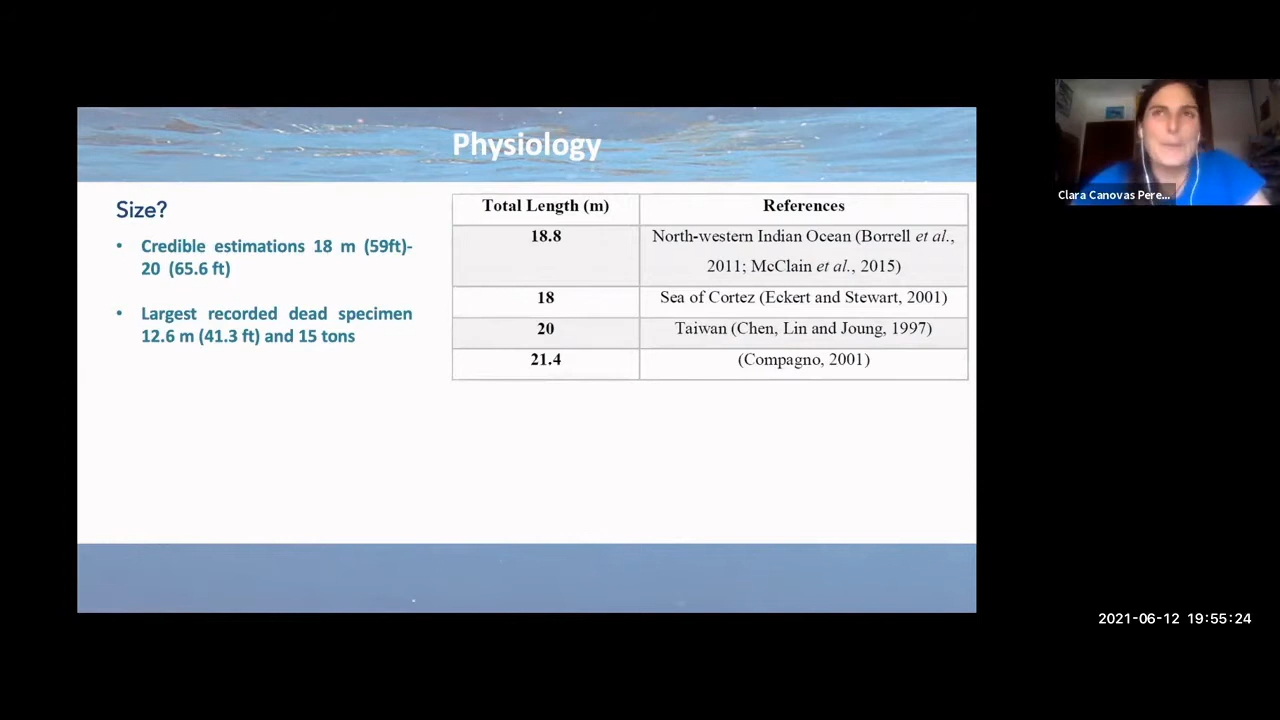 Physiology
Size?
• Credible estimations 18 m (59ft)-
20 (65.6 ft)
• Largest recorded dead specimen
12.6 m (41.3 ft) and 15 tons
Total Length (m) References
18.8 North-western Indian Ocean (Borrell et al.,
2011; McClain et al., 2015)
18 Sea of Cortez (Eckert and Stewart, 2001)
20 Taiwan (Chen, Lin and Joung, 1997)
21.4 (Compagno, 2001)
Clara Canovas Pere...
2021-06-12 19:55:24